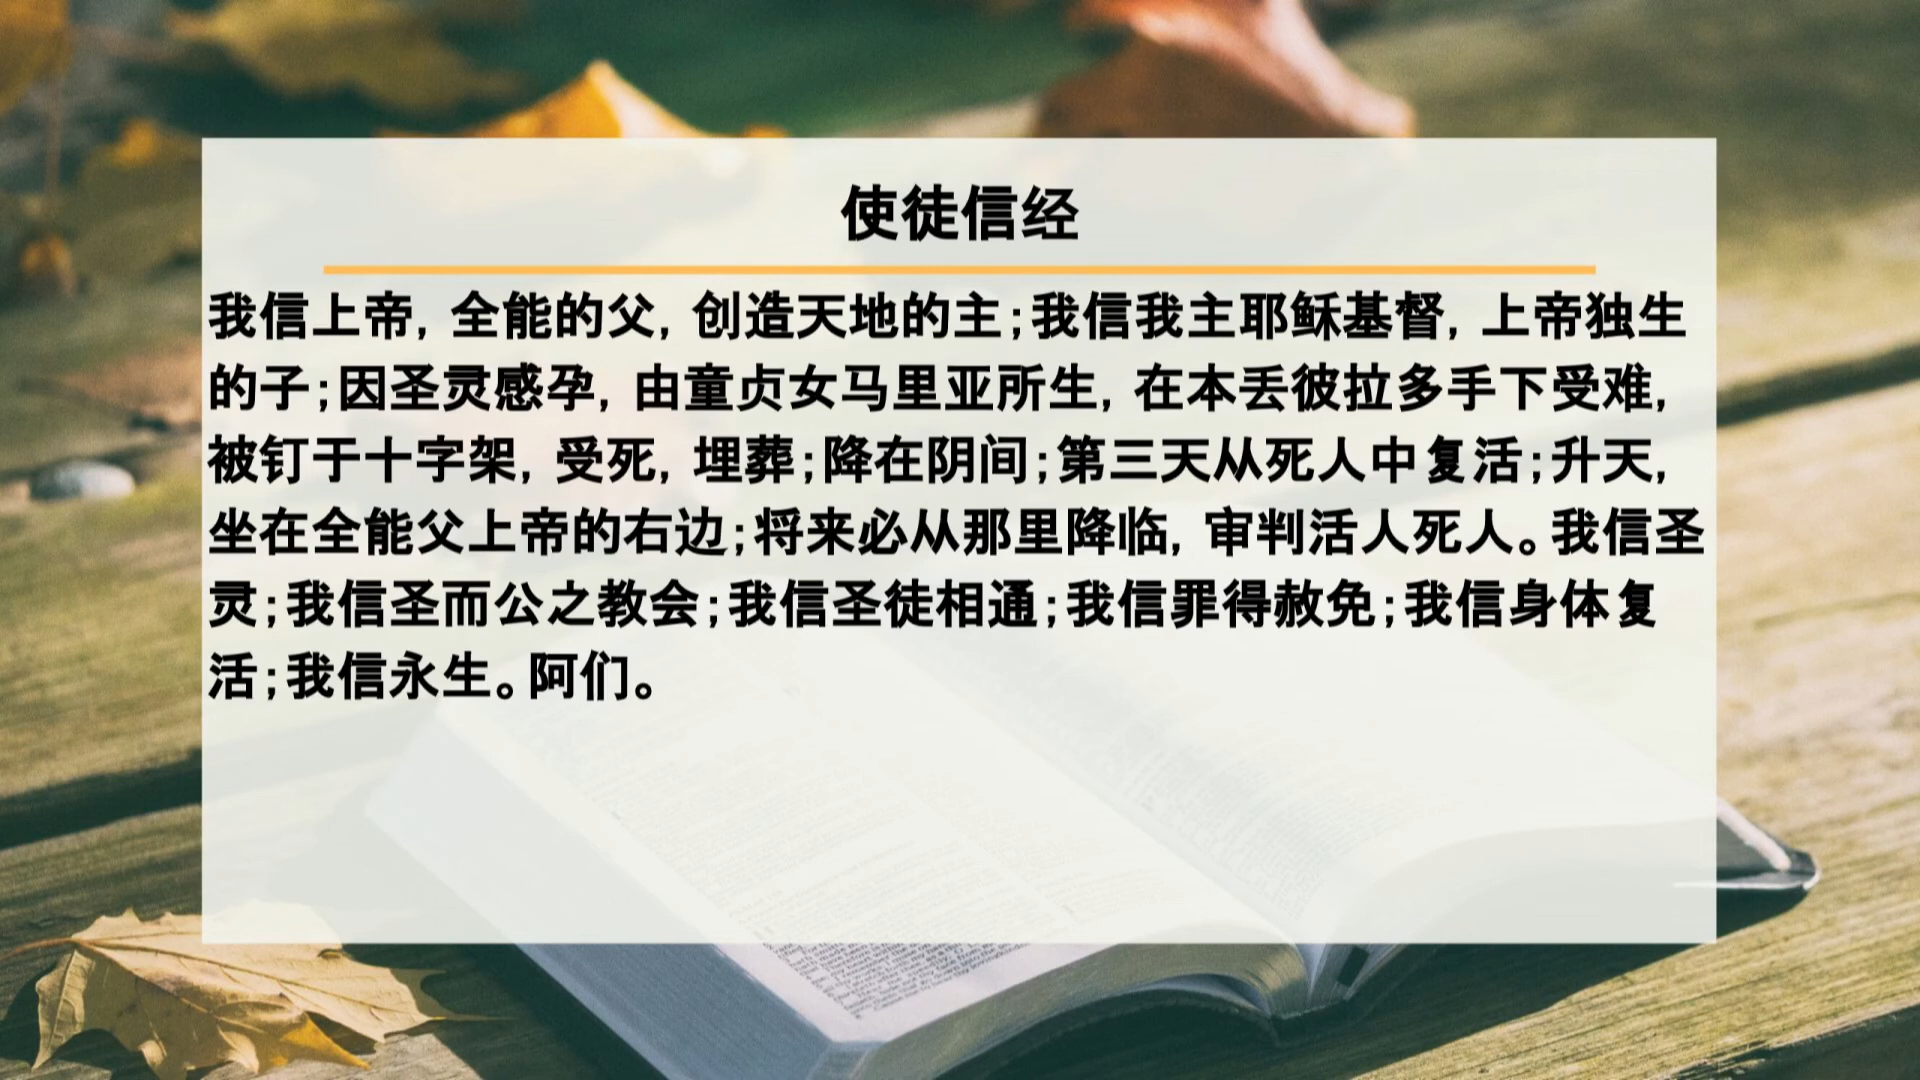 使徒信经
我信上帝,全能的父,创造天地的主;我信我主耶稣基督,上帝独生
的子;因圣灵感孕,由童贞女马里亚所生,在本丢彼拉多手下受难,
被钉于十字架,受死,埋葬;降在阴间;第三天从死人中复活;升天,
坐在全能父上帝的右边;将来必从那里降临,审判活人死人。我信圣
灵;我信圣而公之教会;我信圣徒相通;我信罪得赦免;我信身体复
活;我信永生。阿们。